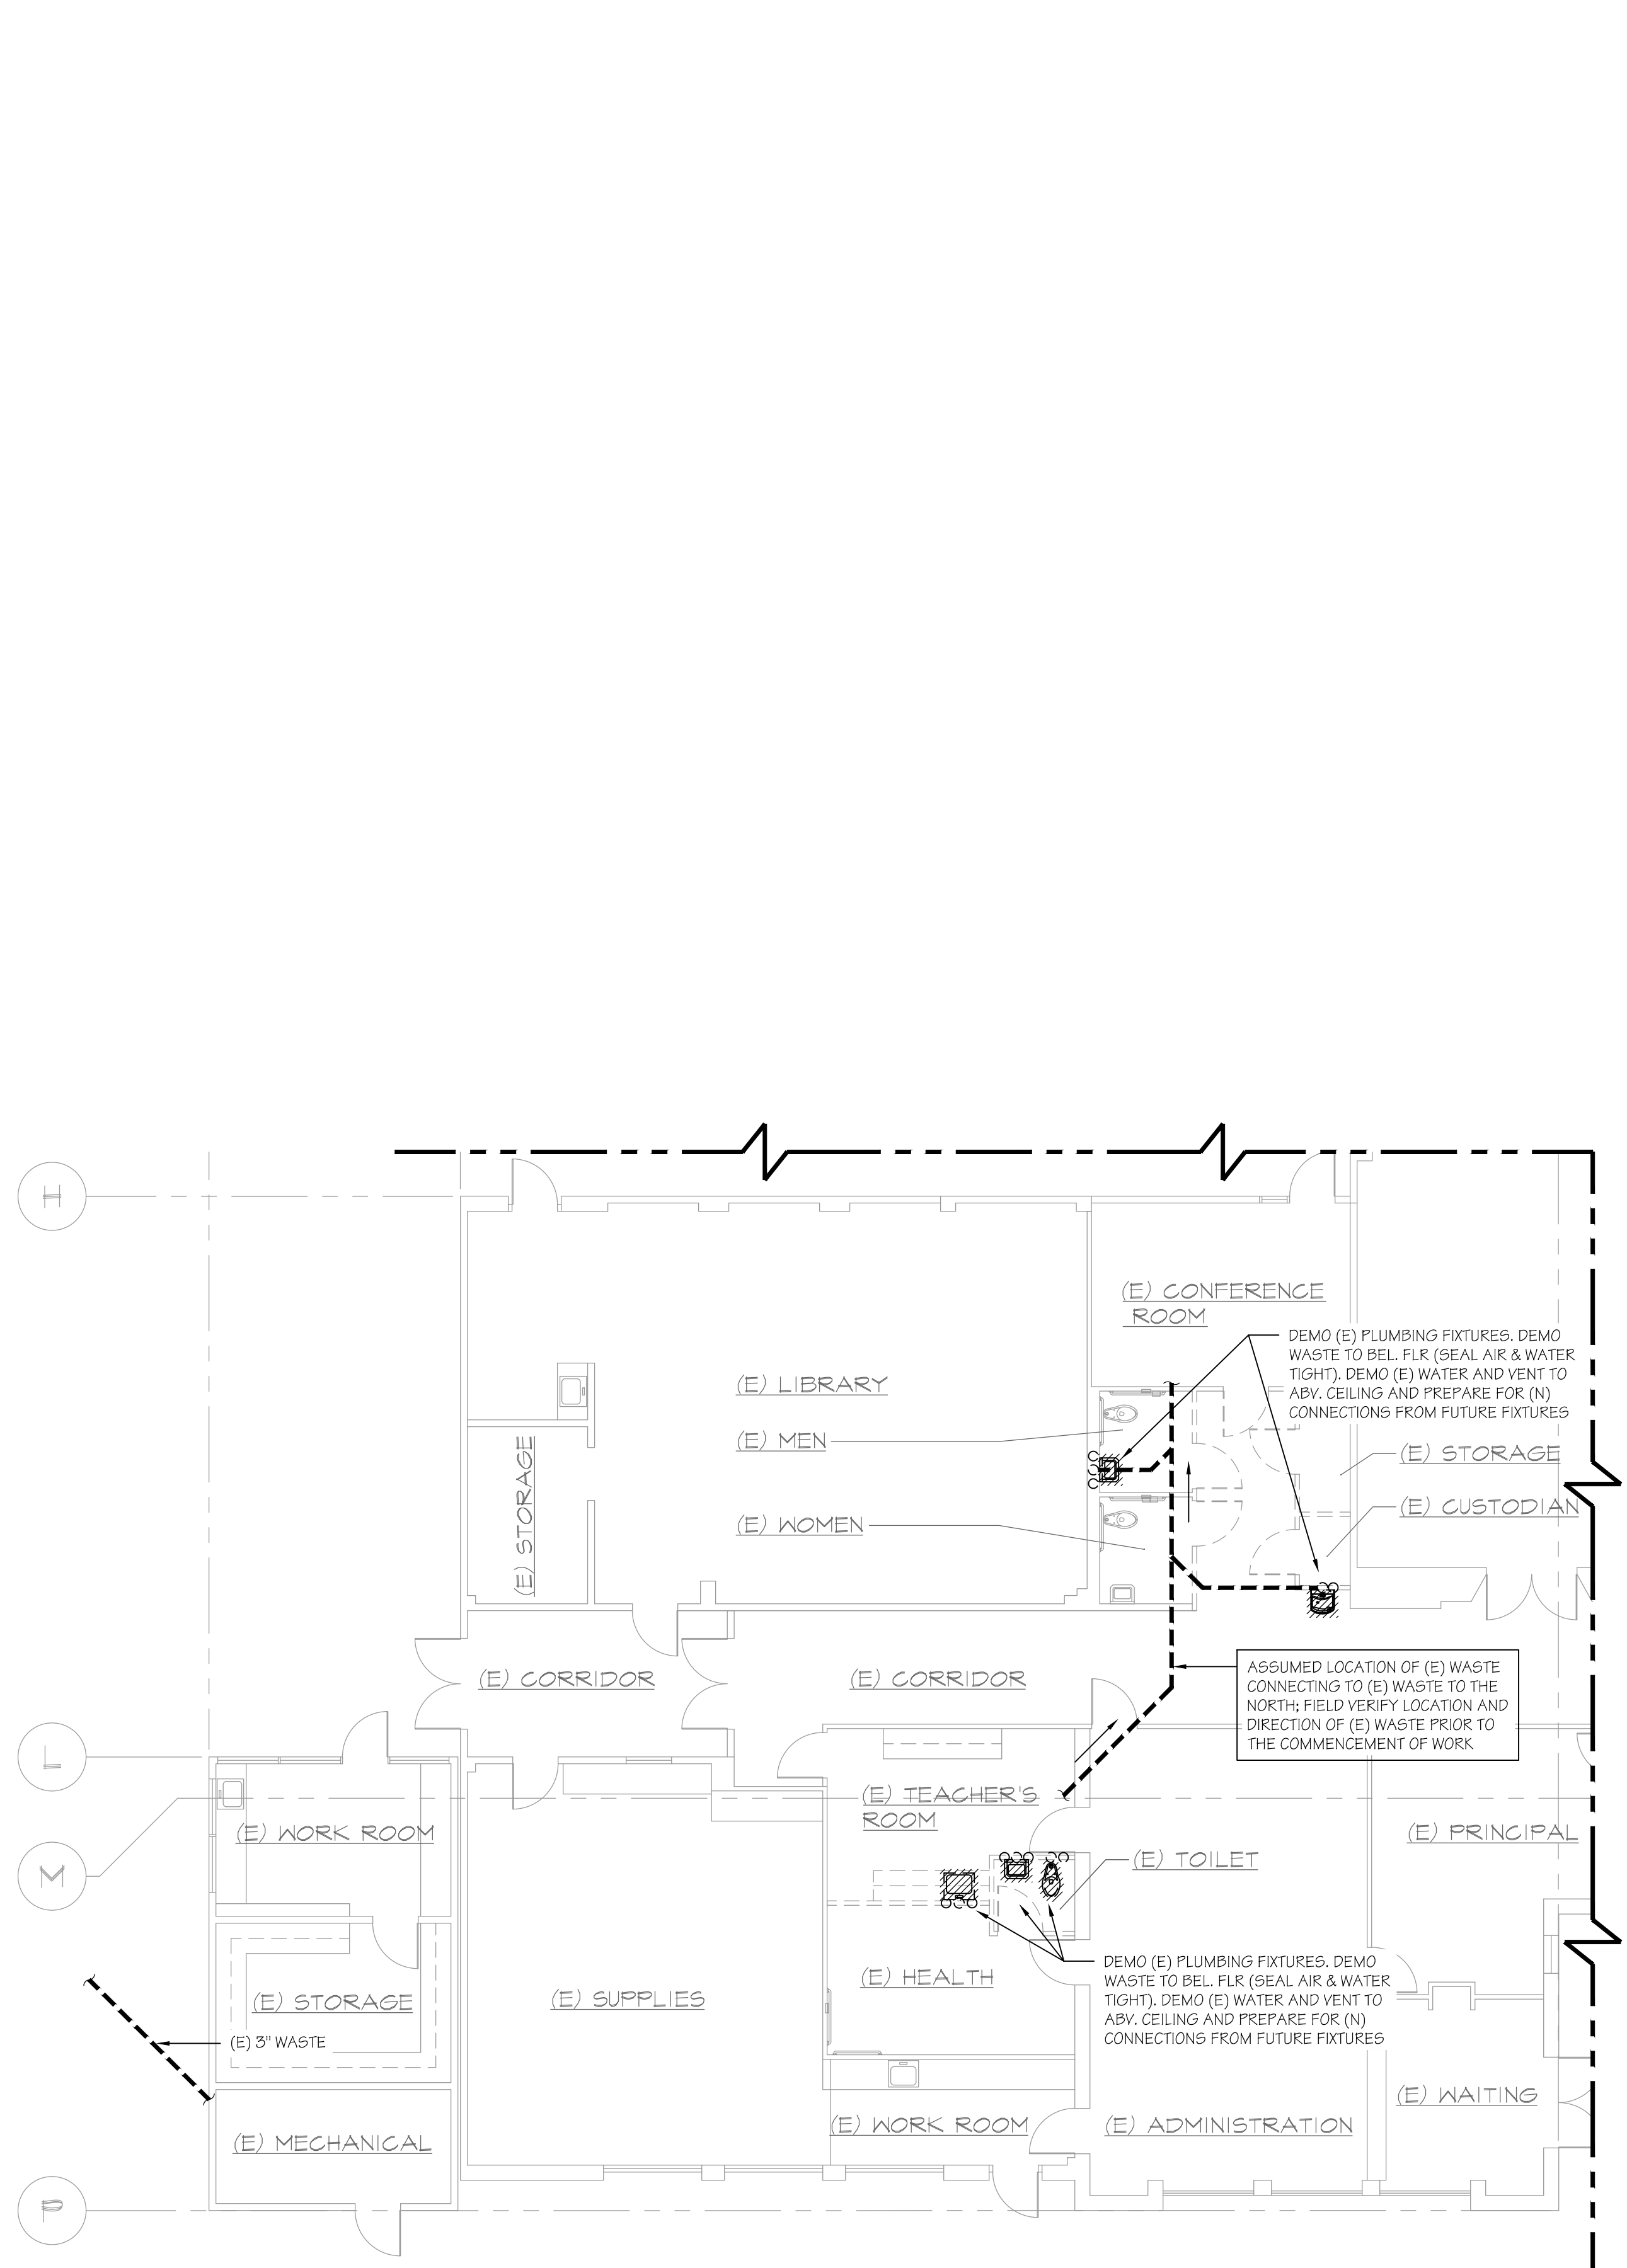 H
(E) CONFERENCE
ROOM
DEMO (E) PLUMBING FIXTURES. DEMO
WASTE TO BEL. FLR (SEAL AIR & WATER
TIGHT). DEMO (E) WATER AND VENT TO
ABV. CEILING AND PREPARE FOR (N)
CONNECTIONS FROM FUTURE FIXTURES
(E) LIBRARY
(E) MEN
(E) STORAGE
(E) STORAGE
(E) CUSTODIAN
(E) WOMEN
(E) CORRIDOR
(E) CORRIDOR
ASSUMED LOCATION OF (E) WASTE
CONNECTING TO (E) WASTE TO THE
NORTH; FIELD VERIFY LOCATION AND
DIRECTION OF (E) WASTE PRIOR TO
THE COMMENCEMENT OF WORK
L
(E) TEACHER'S
ROOM
(E) WORK ROOM
(E) PRINCIPAL
M
(E) TOILET
DEMO (E) PLUMBING FIXTURES. DEMO
WASTE TO BEL. FLR (SEAL AIR & WATER
TIGHT). DEMO (E) WATER AND VENT TO
ABV. CEILING AND PREPARE FOR (N)
CONNECTIONS FROM FUTURE FIXTURES
(E) HEALTH
(E) STORAGE
(E) SUPPLIES
(E) 3" WASTE
(E) WAITING
(E) WORK ROOM
(E) ADMINISTRATION
(E) MECHANICAL
P